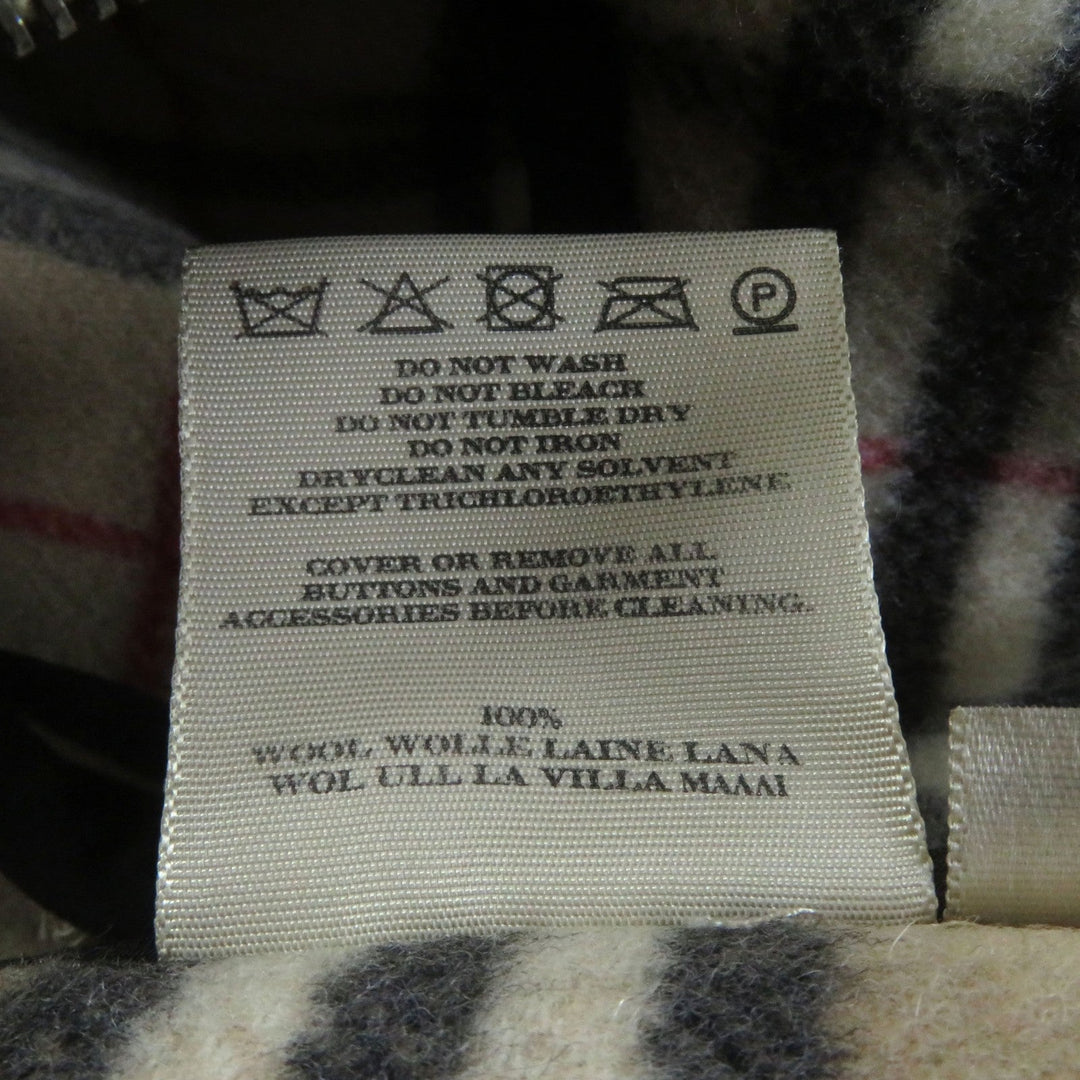 P
DO NOT WASH
DO NOT BLEACH
DO NOT TUMBLE DRY
DO NOT IRON
DRYCLEAN ANY SOLVENT
EXCEPT TRICHLOROETHYLENE
COVER OR REMOVE ALL
BUTTONS AND GARMENT
ACCESSORIES BEFORE CLEANING.
100%
WOOL WOLLE LAINE LANA
WOL ULL LA VILLA ΜΑΛΛΙ